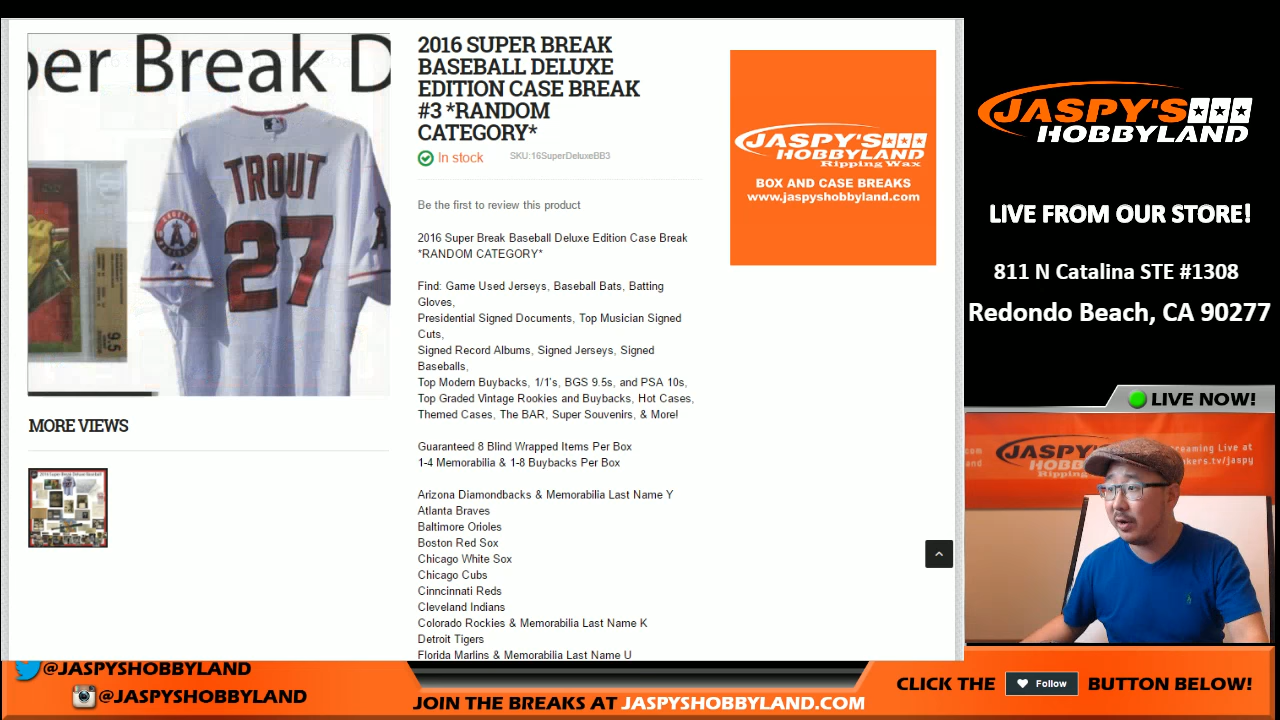 per Break D
TROUT
27
ANGELS
9.5
MORE VIEWS
2016 SUPER BREAK
BASEBALL DELUXE
EDITION CASE BREAK
#3 *RANDOM
CATEGORY*
In stock
SKU:16SuperDeluxeBB3
Be the first to review this product
2016 Super Break Baseball Deluxe Edition Case Break
*RANDOM CATEGORY*
Find: Game Used Jerseys, Baseball Bats, Batting
Gloves,
Presidential Signed Documents, Top Musician Signed
Cuts,
Signed Record Albums, Signed Jerseys, Signed
Baseballs,
Top Modern Buybacks, 1/1's, BGS 9.5s, and PSA 10s,
Top Graded Vintage Rookies and Buybacks, Hot Cases,
Themed Cases, The BAR, Super Souvenirs, & More!
Guaranteed 8 Blind Wrapped Items Per Box
1-4 Memorabilia & 1-8 Buybacks Per Box
Arizona Diamondbacks & Memorabilia Last Name Y
Atlanta Braves
Baltimore Orioles
Boston Red Sox
Chicago White Sox
Chicago Cubs
Cinncinnati Reds
Cleveland Indians
Colorado Rockies & Memorabilia Last Name K
Detroit Tigers
Florida Marlins & Memorabilia Last Name U
JASPY'S
HOBBYLAND
Ripping Wax
BOX AND CASE BREAKS
www.jaspyshobbyland.com
JASPY'S
HOBBYLAND
LIVE FROM OUR STORE!
811 N Catalina STE #1308
Redondo Beach, CA 90277
LIVE NOW!
@JASPYSHOBBYLAND
@JASPYSHOBBYLAND
JOIN THE BREAKS AT JASPYSHOBBYLAND.COM
CLICK THE Follow BUTTON BELOW!